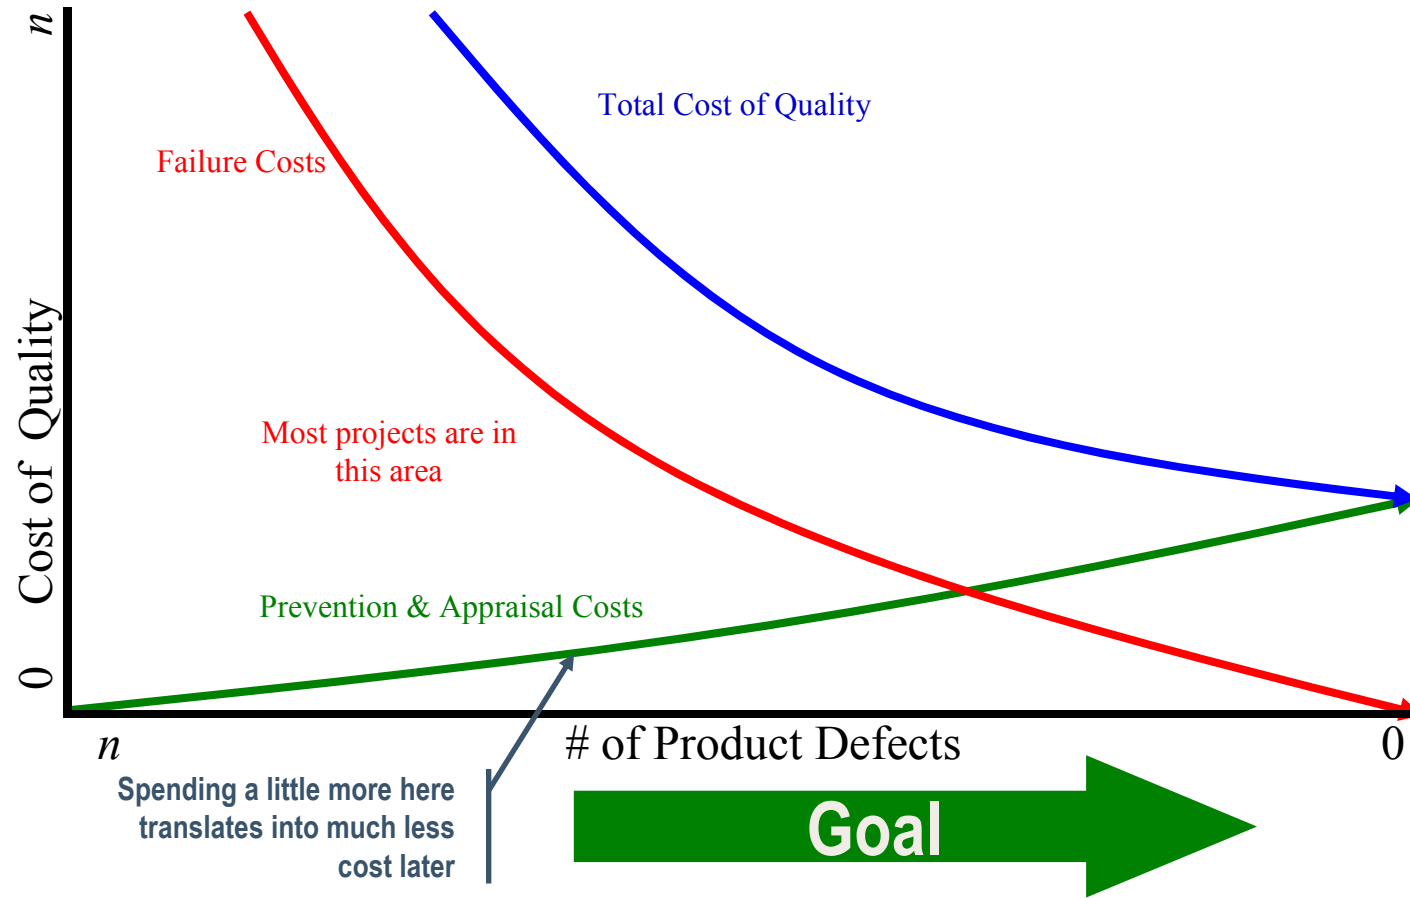 n
Total Cost of Quality
Failure Costs
Cost of Quality
Most projects are in
this area
Prevention & Appraisal Costs
0
n
# of Product Defects
0
Spending a little more here
translates into much less
cost later
Goal